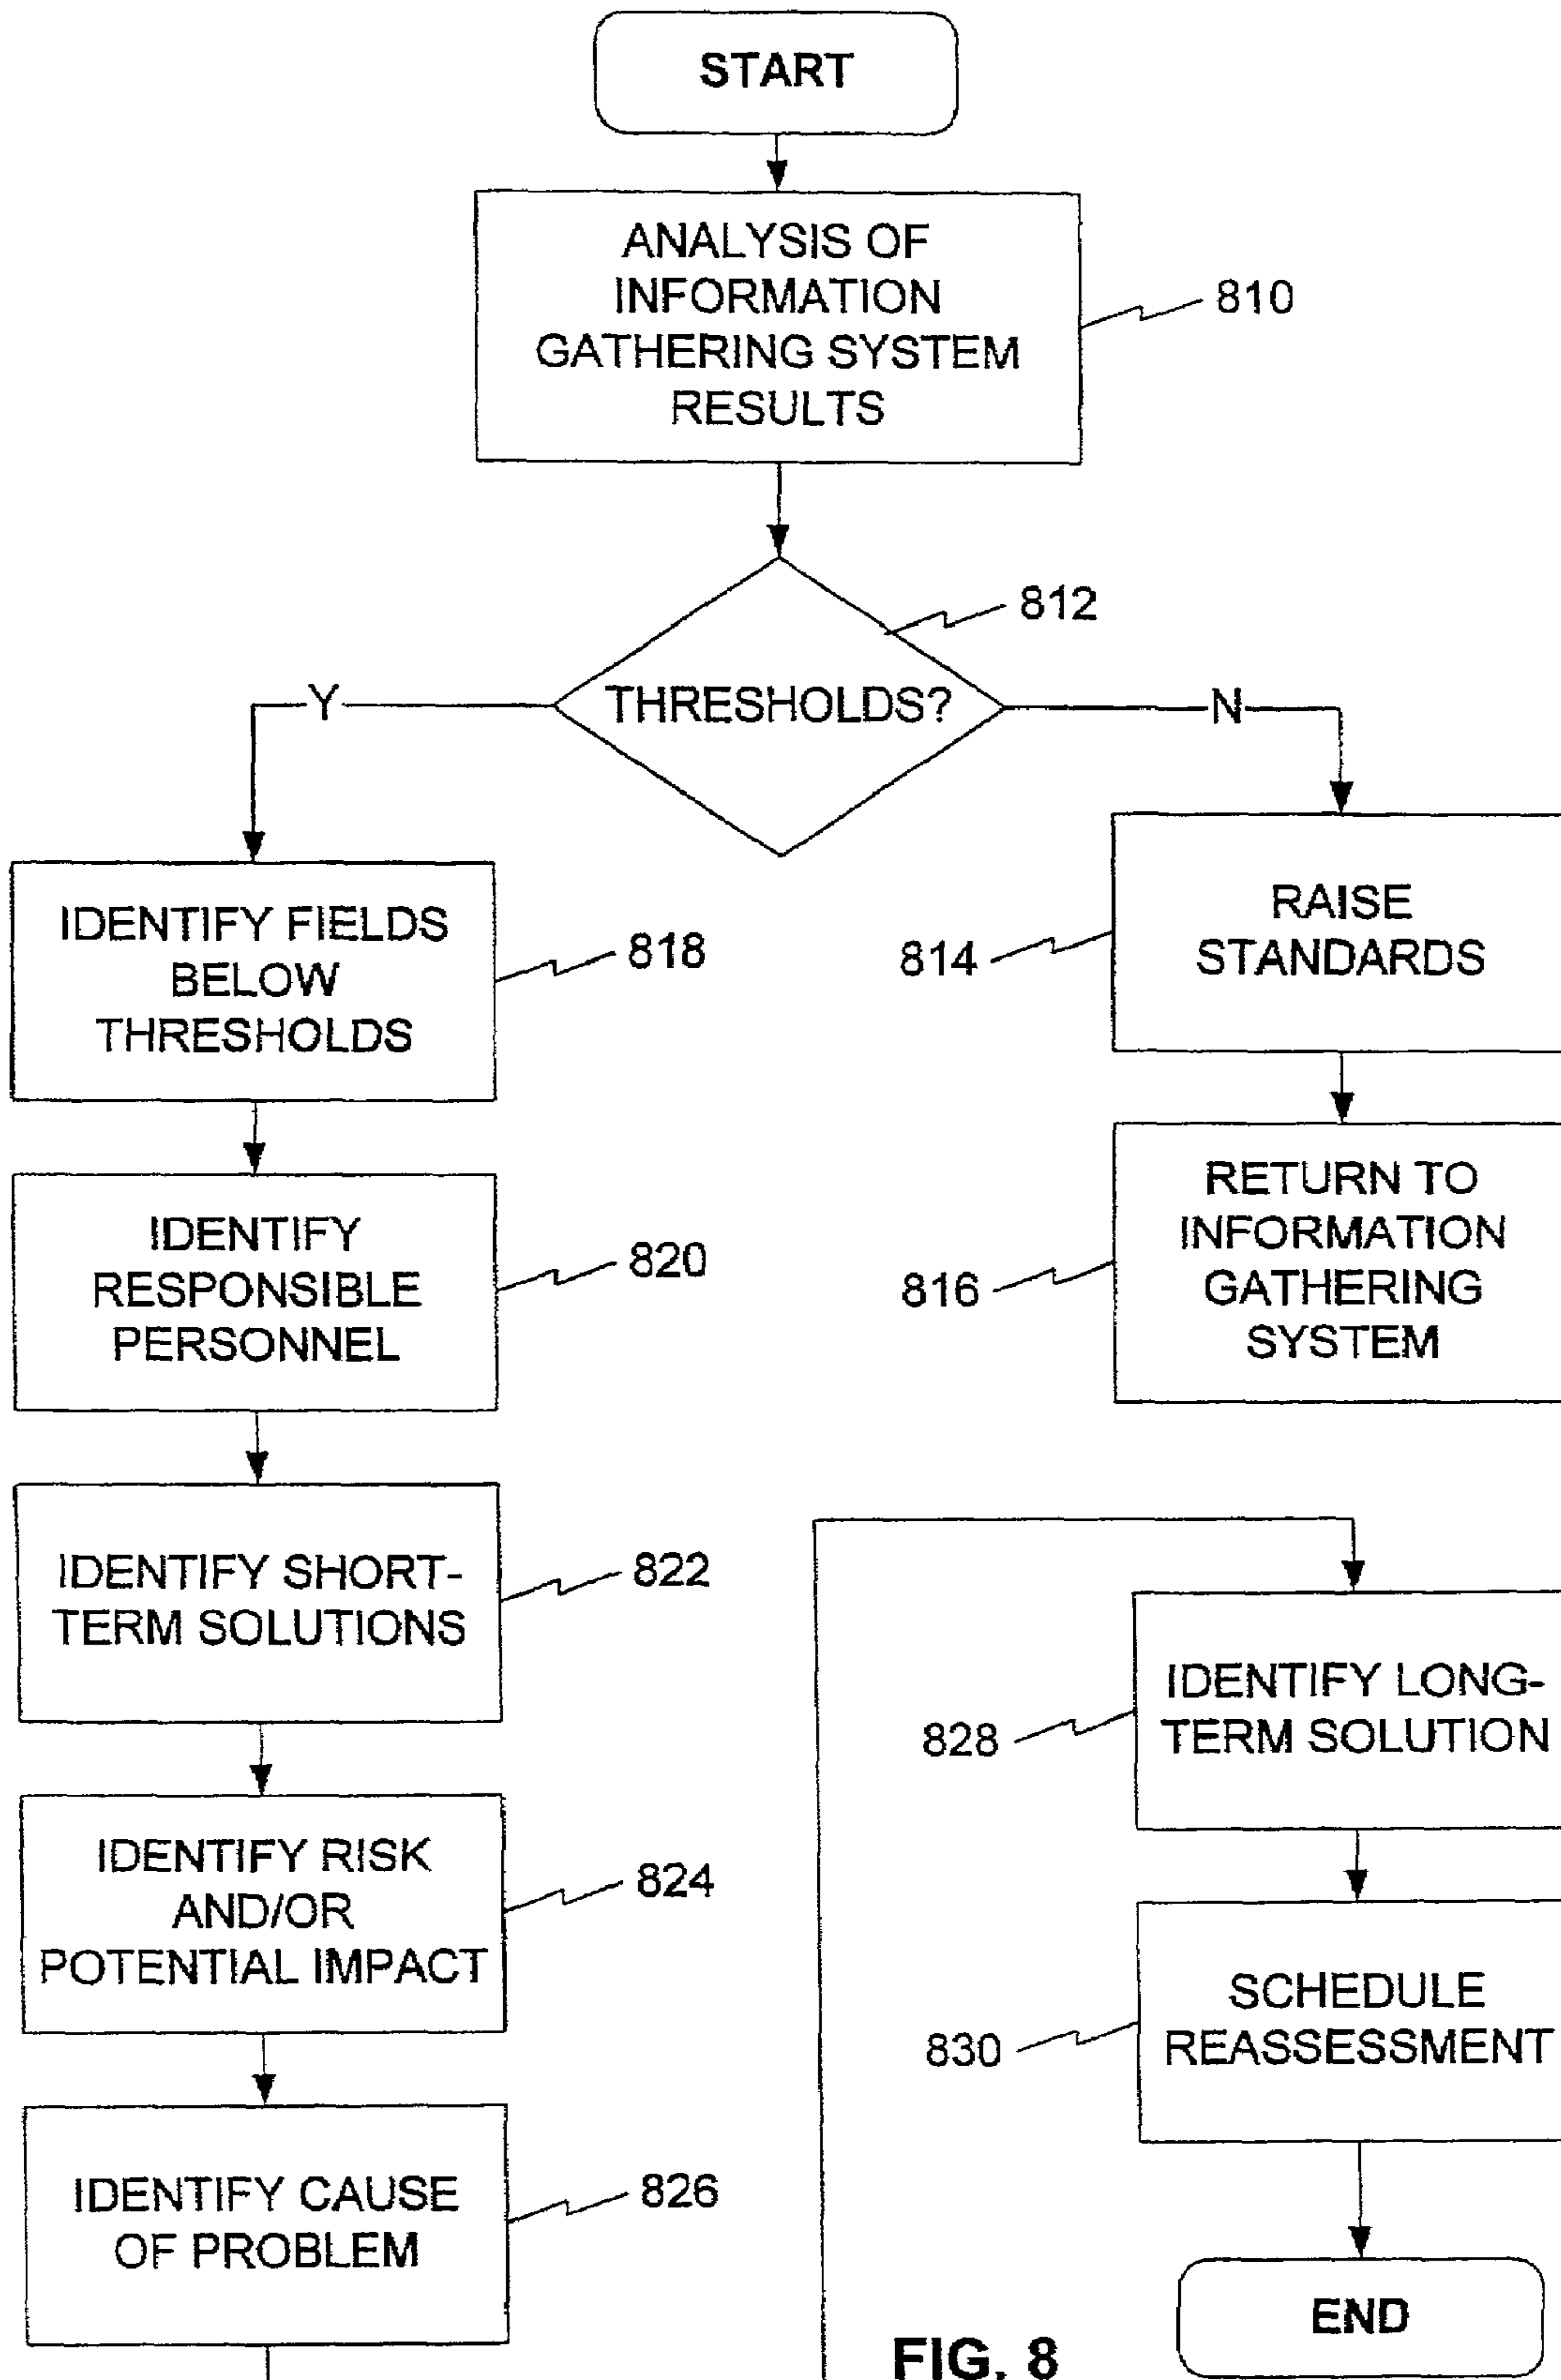 START
ANALYSIS OF
INFORMATION
GATHERING SYSTEM
RESULTS
810
812
THRESHOLDS?
Y
N
IDENTIFY FIELDS
BELOW
THRESHOLDS
818
814
RAISE
STANDARDS
IDENTIFY
RESPONSIBLE
PERSONNEL
820
816
RETURN TO
INFORMATION
GATHERING
SYSTEM
IDENTIFY SHORT-
TERM SOLUTIONS
822
IDENTIFY RISK
AND/OR
POTENTIAL IMPACT
824
IDENTIFY CAUSE
OF PROBLEM
826
828
IDENTIFY LONG-
TERM SOLUTION
830
SCHEDULE
REASSESSMENT
END
FIG. 8